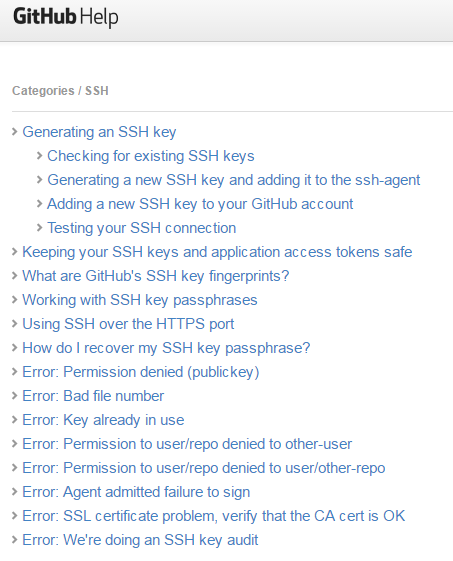 GitHub Help
Categories / SSH
Generating an SSH key
Checking for existing SSH keys
Generating a new SSH key and adding it to the ssh-agent
Adding a new SSH key to your GitHub account
Testing your SSH connection
Keeping your SSH keys and application access tokens safe
What are GitHub's SSH key fingerprints?
Working with SSH key passphrases
Using SSH over the HTTPS port
How do I recover my SSH key passphrase?
Error: Permission denied (publickey)
Error: Bad file number
Error: Key already in use
Error: Permission to user/repo denied to other-user
Error: Permission to user/repo denied to user/other-repo
Error: Agent admitted failure to sign
Error: SSL certificate problem, verify that the CA cert is OK
Error: We're doing an SSH key audit